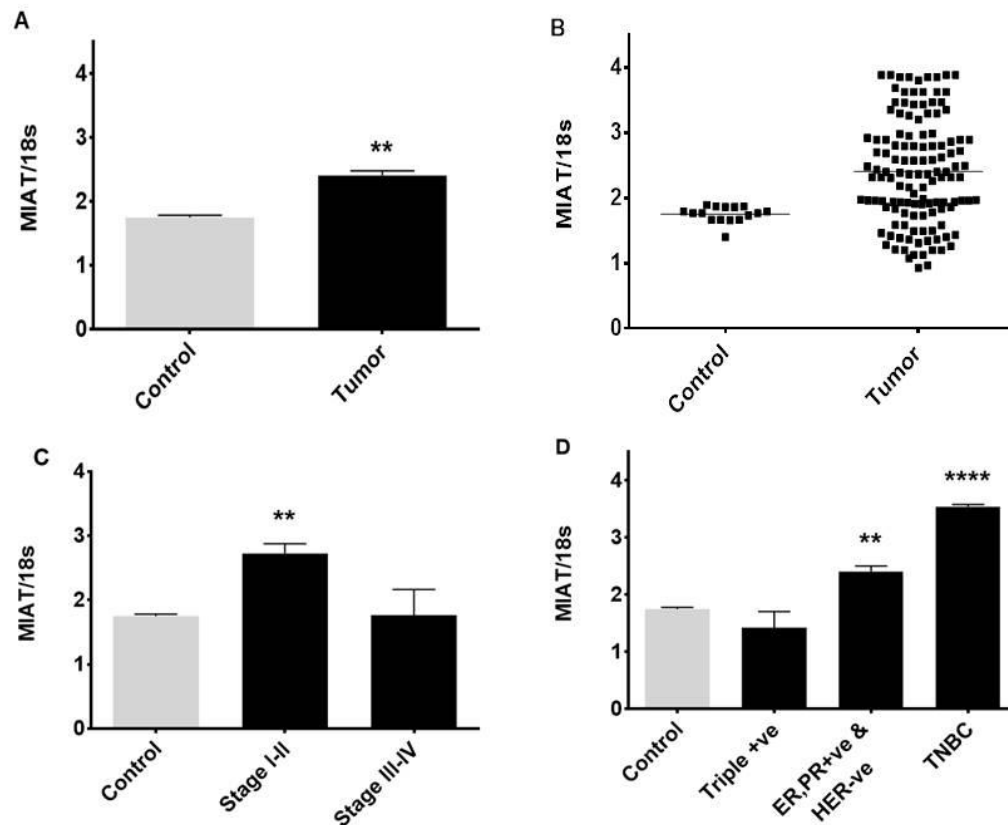 A
MIAT/18s
4
3
2
1
0
**
Control
Tumor
B
MIAT/18s
4
3
2
1
0
Control
Tumor
C
MIAT/18s
4
3
2
1
0
**
Control
Stage I-II
Stage III-IV
D
MIAT/18s
4
3
2
1
0
**
****
Control
Triple +ve
ER,PR+ve &
HER-ve
TNBC